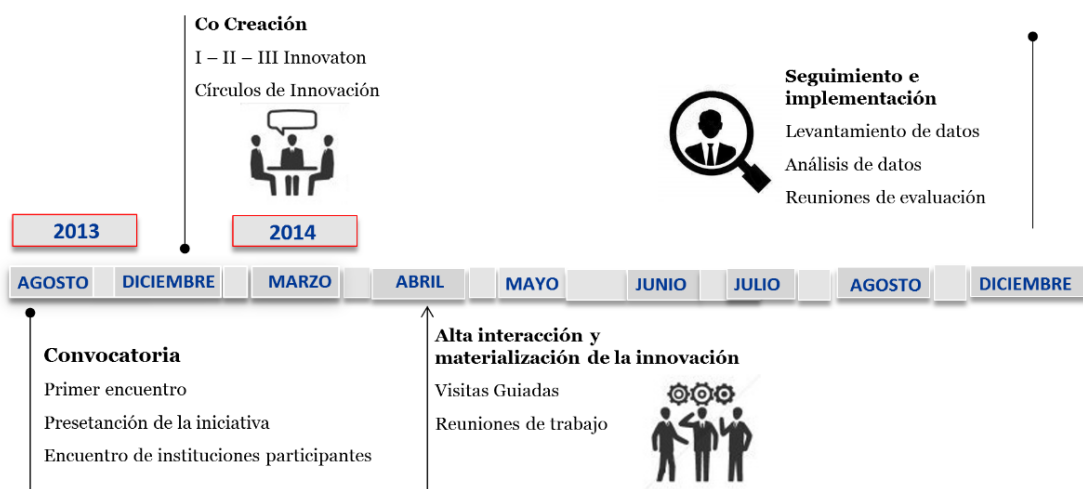 Co Creación
I – II – III Innovaton
Círculos de Innovación
Seguimiento e
implementación
Levantamiento de datos
Análisis de datos
Reuniones de evaluación
2013
2014
AGOSTO DICIEMBRE MARZO ABRIL MAYO JUNIO JULIO AGOSTO DICIEMBRE
Convocatoria
Primer encuentro
Presetanción de la iniciativa
Encuentro de instituciones participantes
Alta interacción y
materialización de la innovación
Visitas Guiadas
Reuniones de trabajo